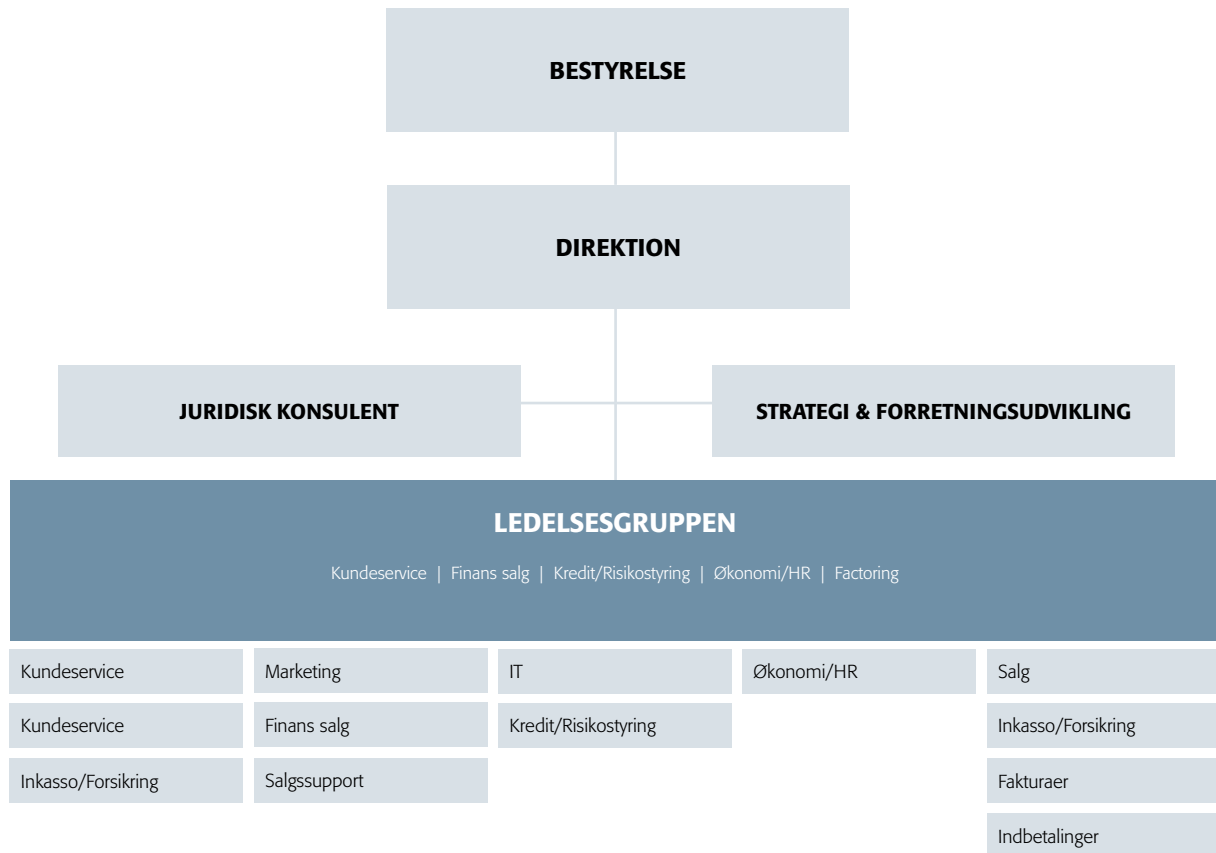 BESTYRELSE
DIREKTION
JURIDISK KONSULENT
STRATEGI & FORRETNINGSUDVIKLING
LEDELSESGRUPPEN
Kundeservice | Finans salg | Kredit/Risikostyring | Økonomi/HR | Factoring
Kundeservice
Marketing
IT
Økonomi/HR
Salg
Kundeservice
Finans salg
Kredit/Risikostyring
Inkasso/Forsikring
Inkasso/Forsikring
Salgssupport
Fakturaer
Indbetalinger